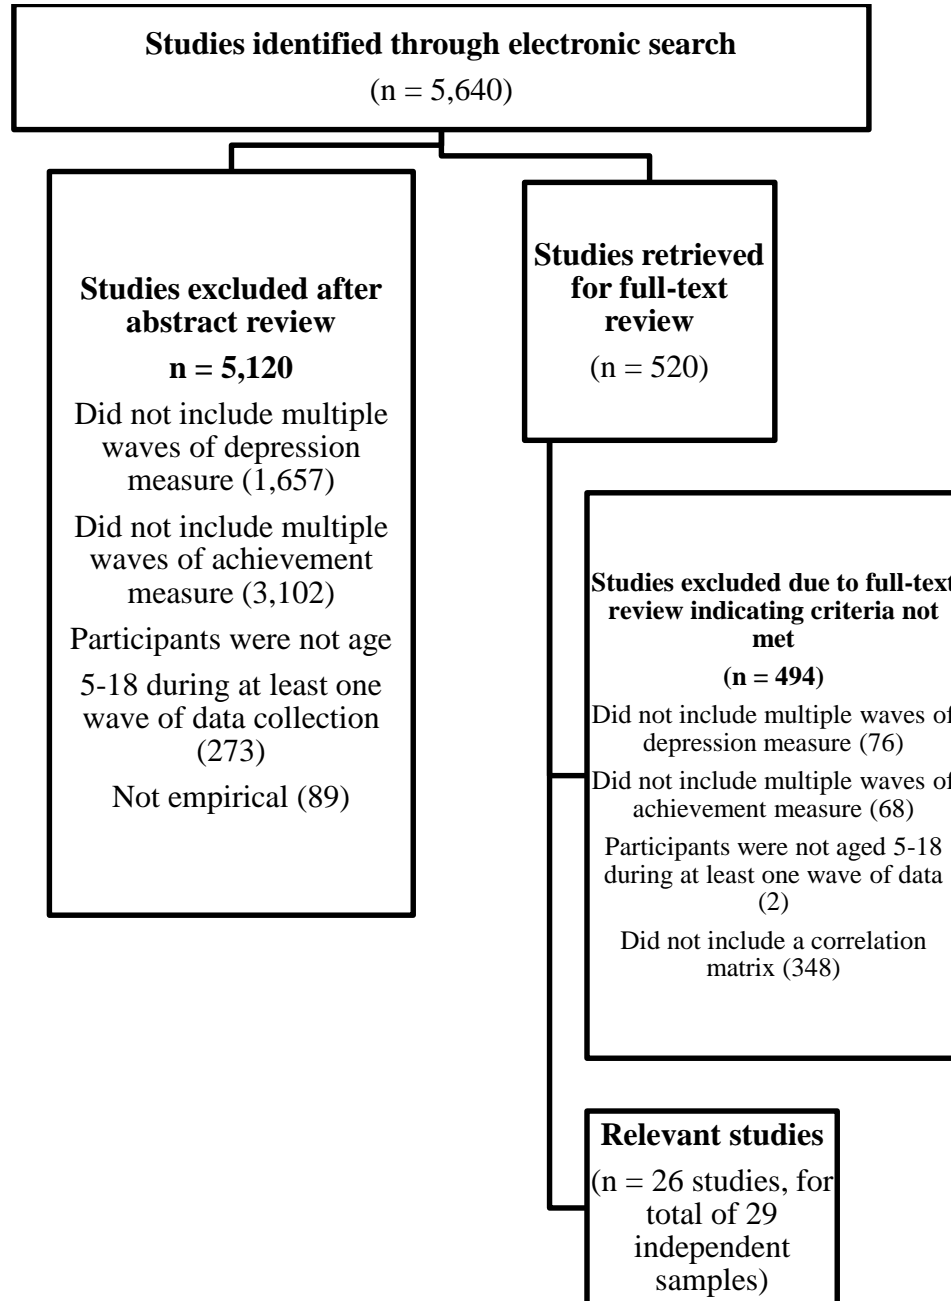 Studies identified through electronic search
(n = 5,640)
Studies excluded after
abstract review
n = 5,120
Did not include multiple
waves of depression
measure (1,657)
Did not include multiple
waves of achievement
measure (3,102)
Participants were not age
5-18 during at least one
wave of data collection
(273)
Not empirical (89)
Studies retrieved
for full-text
review
(n = 520)
Studies excluded due to full-text
review indicating criteria not
met
(n = 494)
Did not include multiple waves of
depression measure (76)
Did not include multiple waves of
achievement measure (68)
Participants were not aged 5-18
during at least one wave of data
(2)
Did not include a correlation
matrix (348)
Relevant studies
(n = 26 studies, for
total of 29
independent
samples)